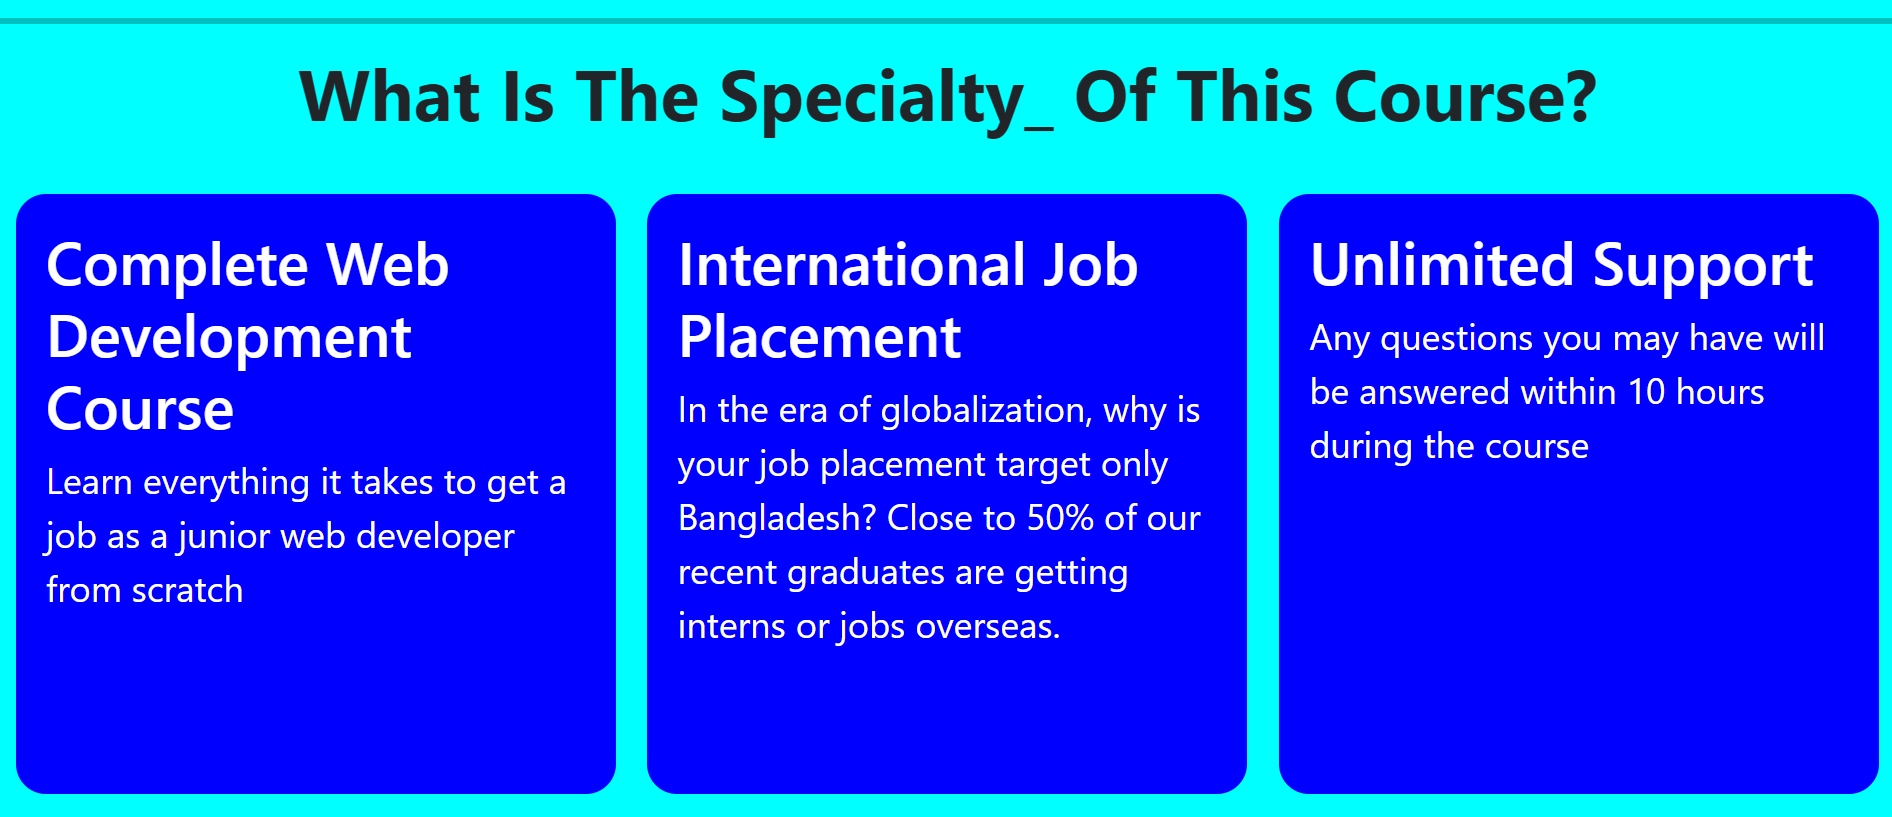 What Is The Specialty_ Of This Course?
Complete Web
Development
Course
Learn everything it takes to get a
job as a junior web developer
from scratch
International Job
Placement
In the era of globalization, why is
your job placement target only
Bangladesh? Close to 50% of our
recent graduates are getting
interns or jobs overseas.
Unlimited Support
Any questions you may have will
be answered within 10 hours
during the course